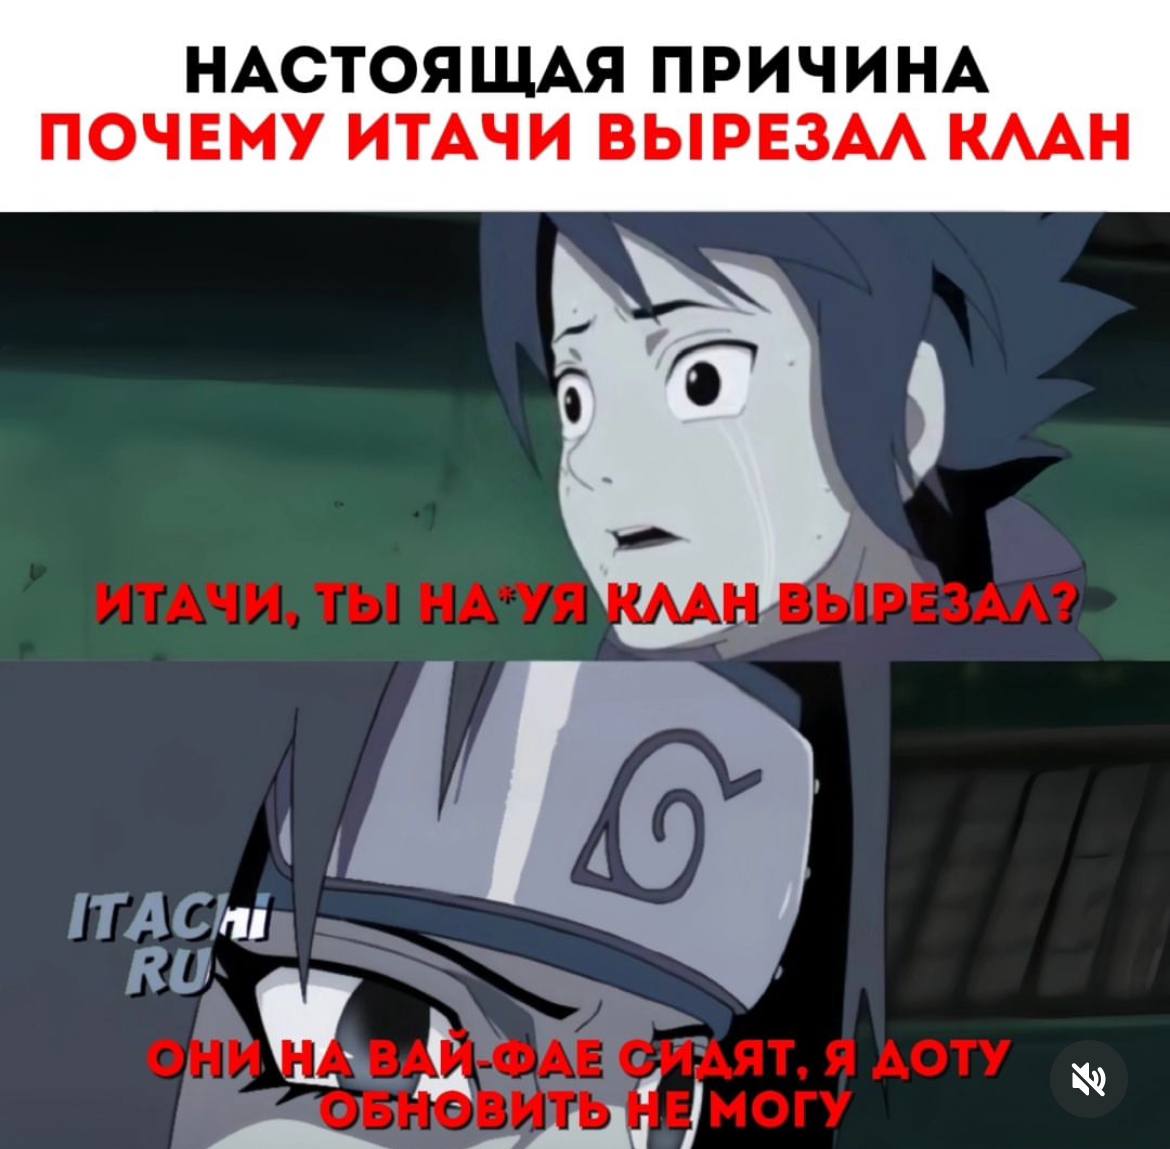 НАСТОЯЩАЯ ПРИЧИНА
ПОЧЕМУ ИТАЧИ ВЫРЕЗАЛ КЛАН
ИТАЧИ, ТЫ НА*УЯ КЛАН ВЫРЕЗАЛ?
ITACHI
RU
ОНИ НА ВАЙ-ФАЕ СИДЯТ, Я ДОТУ
ОБНОВИТЬ НЕ МОГУ